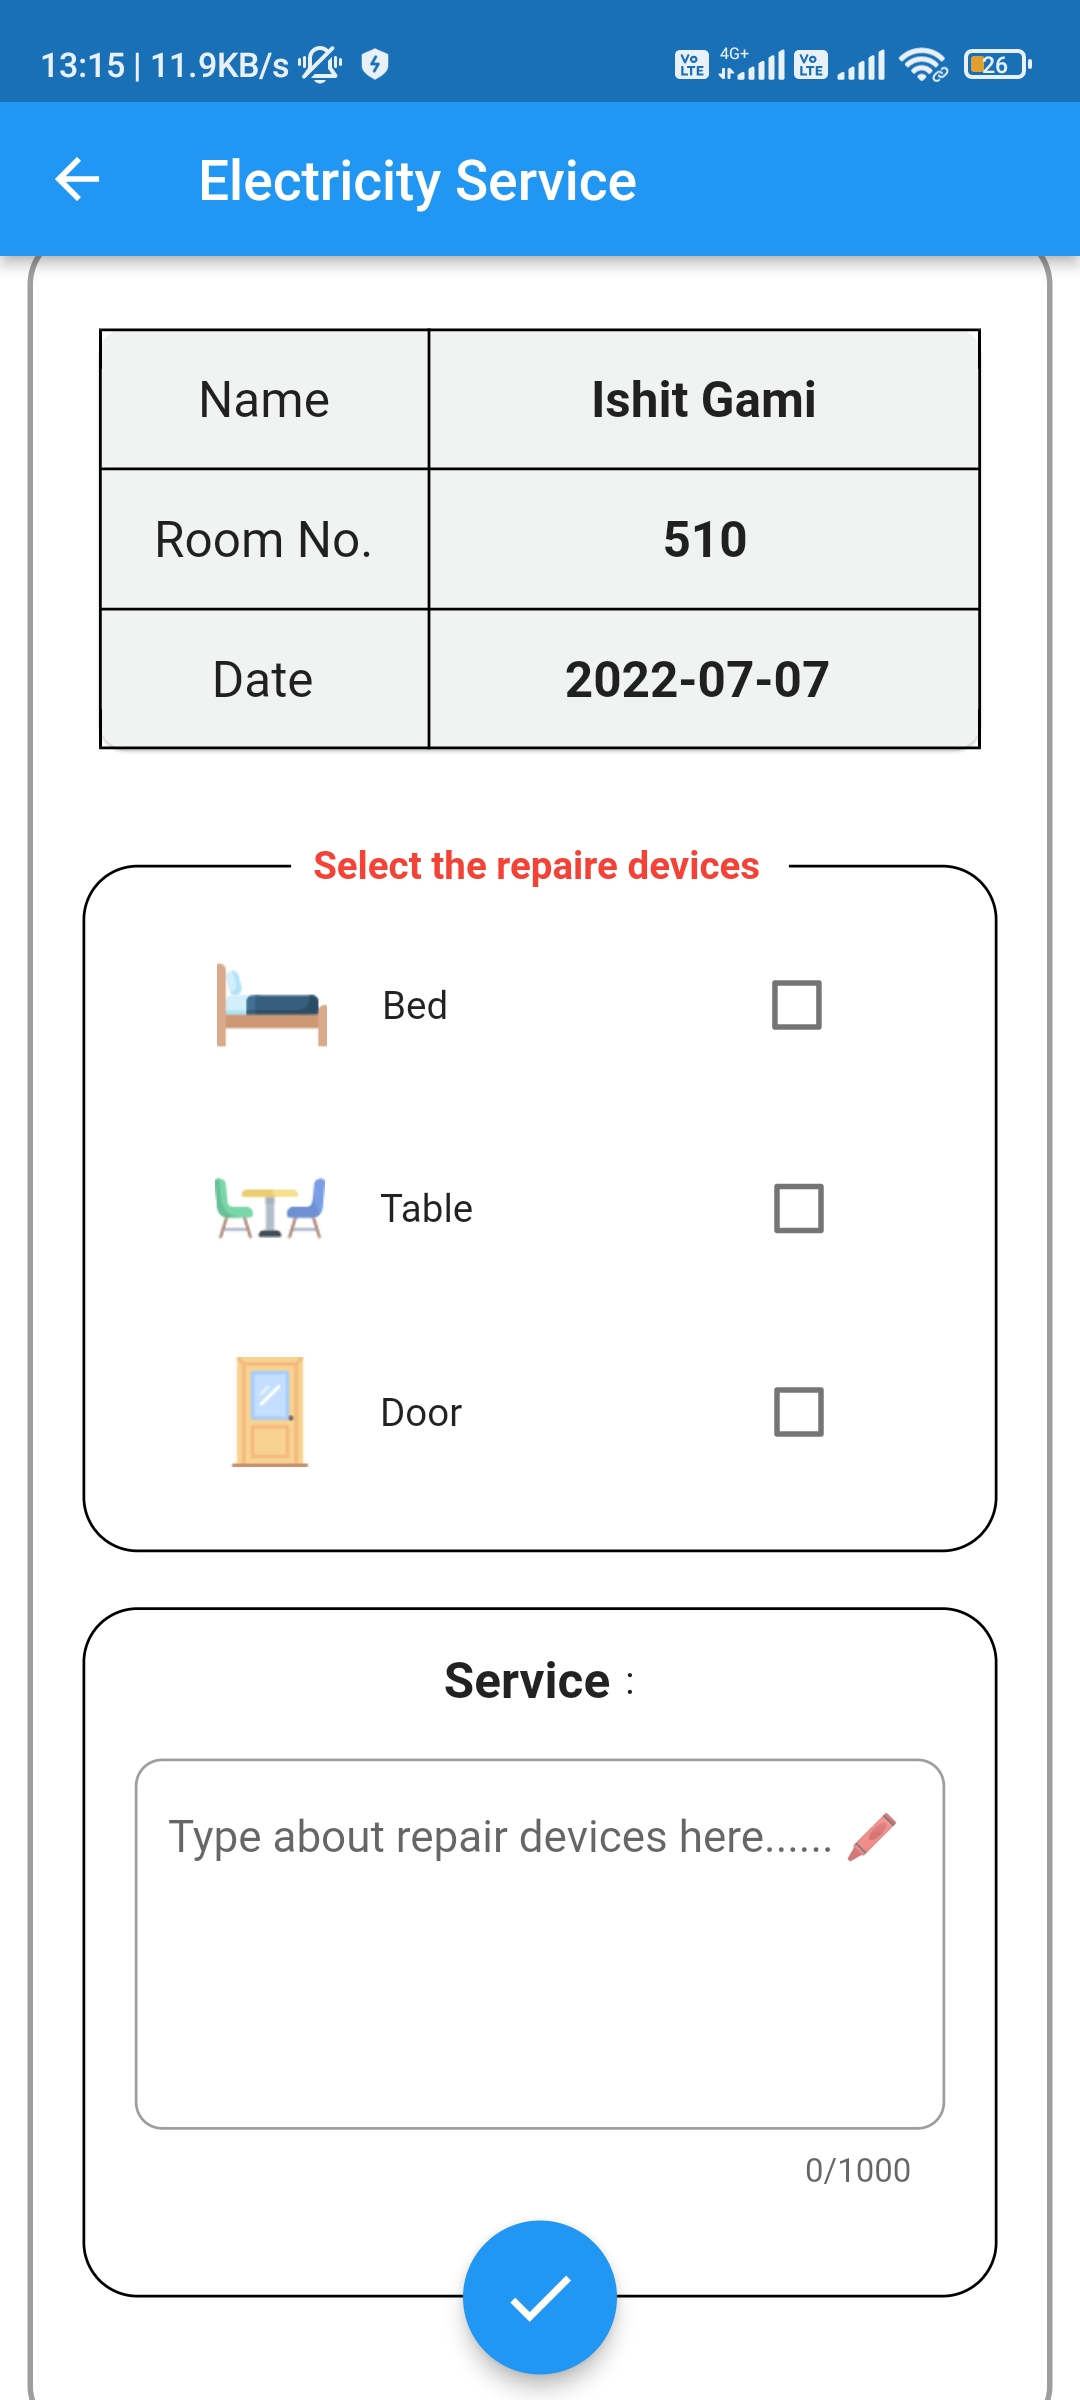 13:15 | 11.9KB/s Vo LTE 4G+ Vo LTE 26
Electricity Service
Name Ishit Gami
Room No. 510
Date 2022-07-07
Select the repaire devices
Bed
Table
Door
Service :
Type about repair devices here......
0/1000